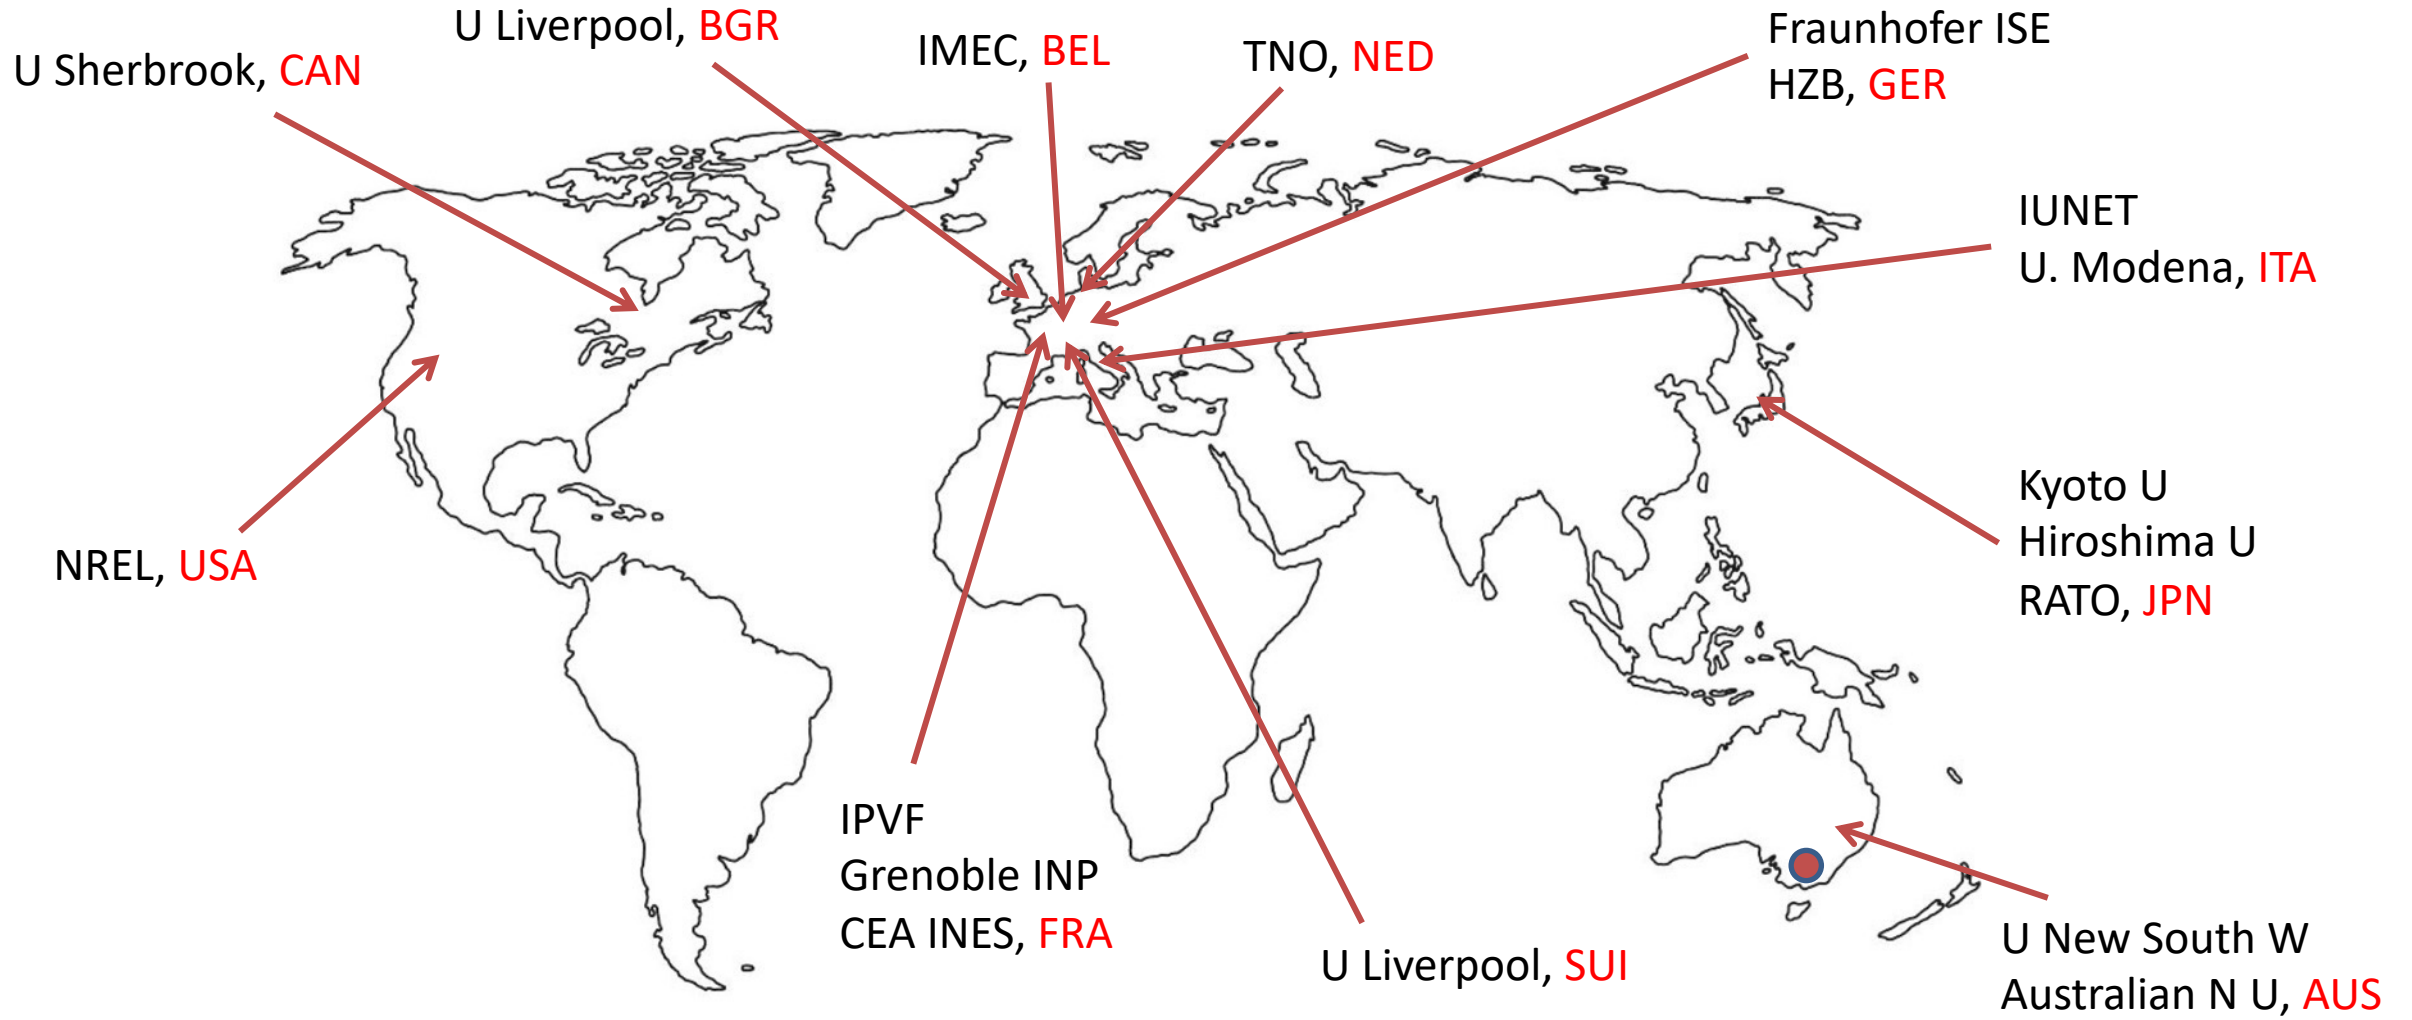 U Sherbrook, CAN
U Liverpool, BGR
IMEC, BEL
TNO, NED
Fraunhofer ISE
HZB, GER
IUNET
U. Modena, ITA
Kyoto U
Hiroshima U
RATO, JPN
NREL, USA
IPVF
Grenoble INP
CEA INES, FRA
U Liverpool, SUI
U New South W
Australian N U, AUS